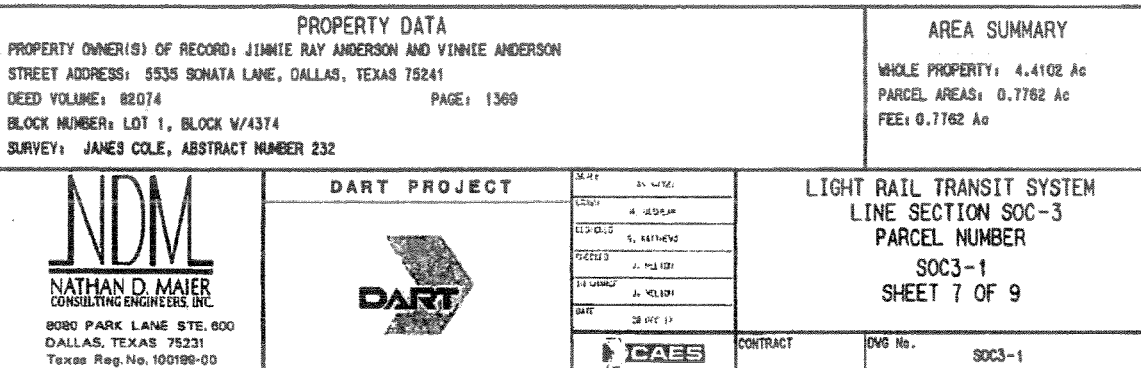 PROPERTY DATA
PROPERTY OWNER(S) OF RECORD: JIMMIE RAY ANDERSON AND VINNIE ANDERSON
STREET ADDRESS: 5535 SONATA LANE, DALLAS, TEXAS 75241
DEED VOLUME: 82074 PAGE: 1369
BLOCK NUMBER: LOT 1, BLOCK W/4374
SURVEY: JAMES COLE, ABSTRACT NUMBER 232
AREA SUMMARY
WHOLE PROPERTY: 4.4102 Ac
PARCEL AREAS: 0.7762 Ac
FEE: 0.7762 Ac
NDM
NATHAN D. MAIER
CONSULTING ENGINEERS, INC.
8080 PARK LANE STE. 600
DALLAS, TEXAS 75231
Texas Reg. No. 100189-00
DART PROJECT
DART
DATE
CAES
LIGHT RAIL TRANSIT SYSTEM
LINE SECTION SOC-3
PARCEL NUMBER
SOC3-1
SHEET 7 OF 9
CONTRACT
DWG No.
SOC3-1